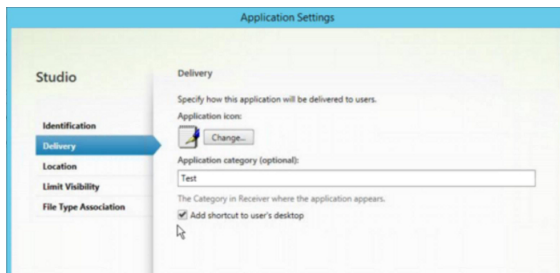 Application Settings
Studio
Identification
Delivery
Location
Limit Visibility
File Type Association
Delivery
Specify how this application will be delivered to users.
Application icon:
Change...
Application category (optional):
Test
The Category in Receiver where the application appears.
Add shortcut to user's desktop